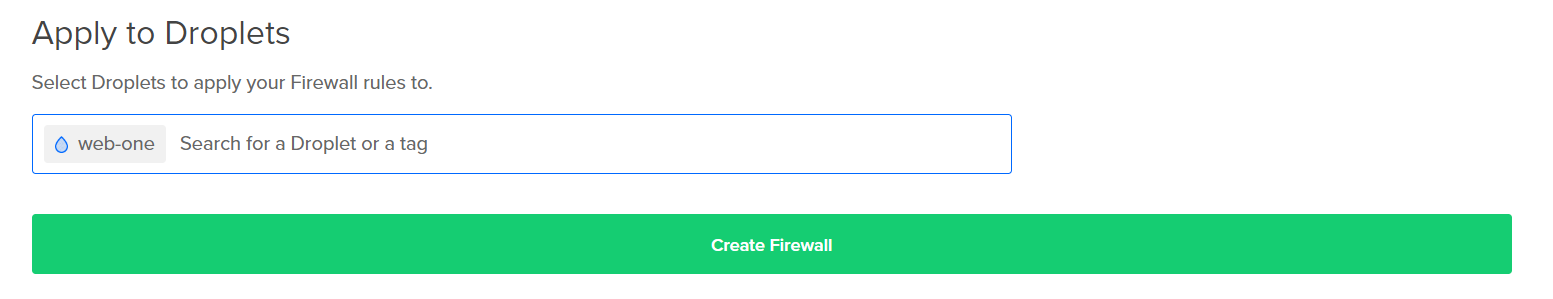 Apply to Droplets
Select Droplets to apply your Firewall rules to.
web-one Search for a Droplet or a tag
Create Firewall